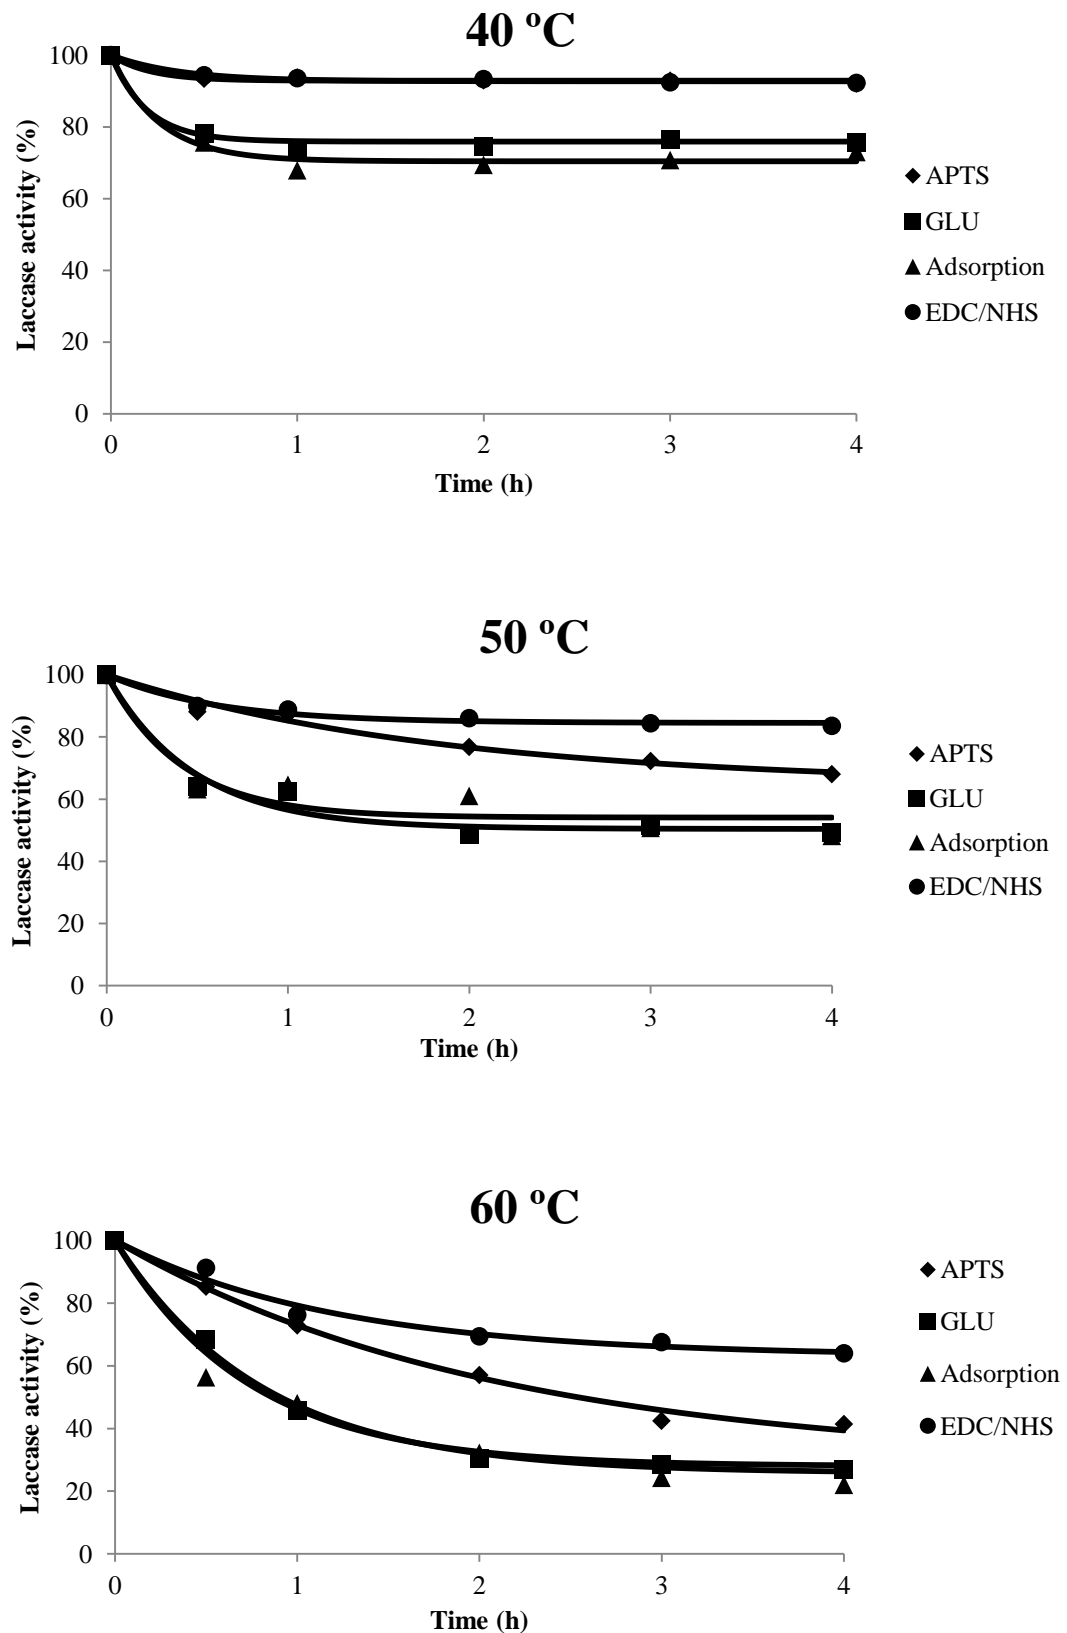 40 ºC
100
80
60
40
20
0
Laccase activity (%)
0 1 2 3 4
Time (h)
APTS
GLU
Adsorption
EDC/NHS
50 ºC
100
80
60
40
20
0
Laccase activity (%)
0 1 2 3 4
Time (h)
APTS
GLU
Adsorption
EDC/NHS
60 ºC
100
80
60
40
20
0
Laccase activity (%)
0 1 2 3 4
Time (h)
APTS
GLU
Adsorption
EDC/NHS